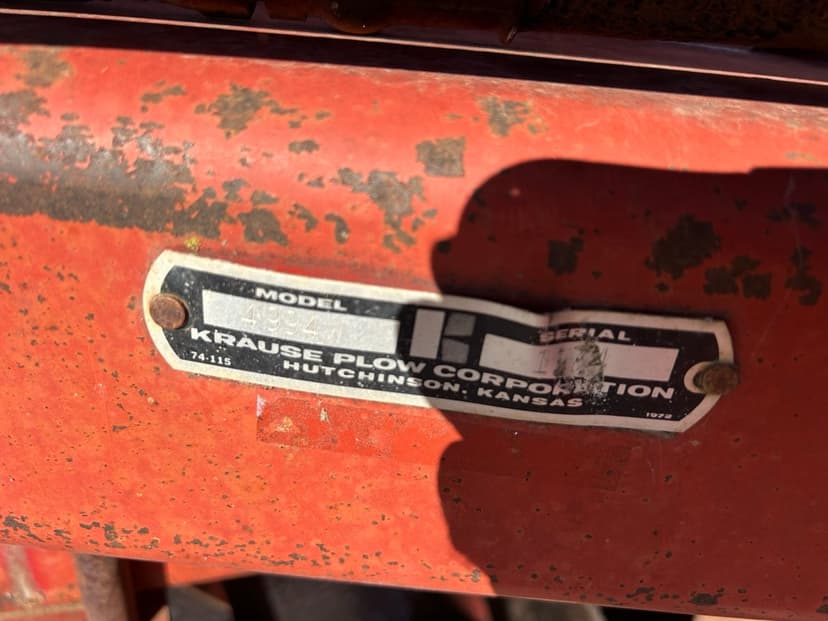 MODEL
SERIAL
KRAUSE PLOW CORPORATION
74-115
HUTCHINSON, KANSAS
1972